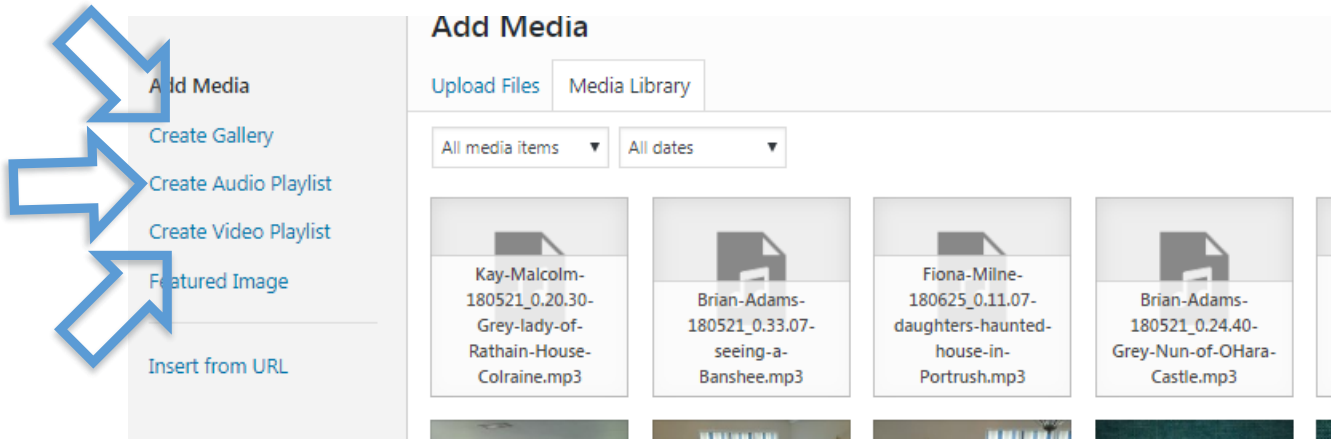 Add Media
Create Gallery
Create Audio Playlist
Create Video Playlist
Featured Image
Insert from URL
Add Media
Upload Files
Media Library
All media items ▼
All dates ▼
Kay-Malcolm-
180521_0.20.30-
Grey-lady-of-
Rathain-House-
Colraine.mp3
Brian-Adams-
180521_0.33.07-
seeing-a-
Banshee.mp3
Fiona-Milne-
180625_0.11.07-
daughters-haunted-
house-in-
Portrush.mp3
Brian-Adams-
180521_0.24.40-
Grey-Nun-of-OHara-
Castle.mp3